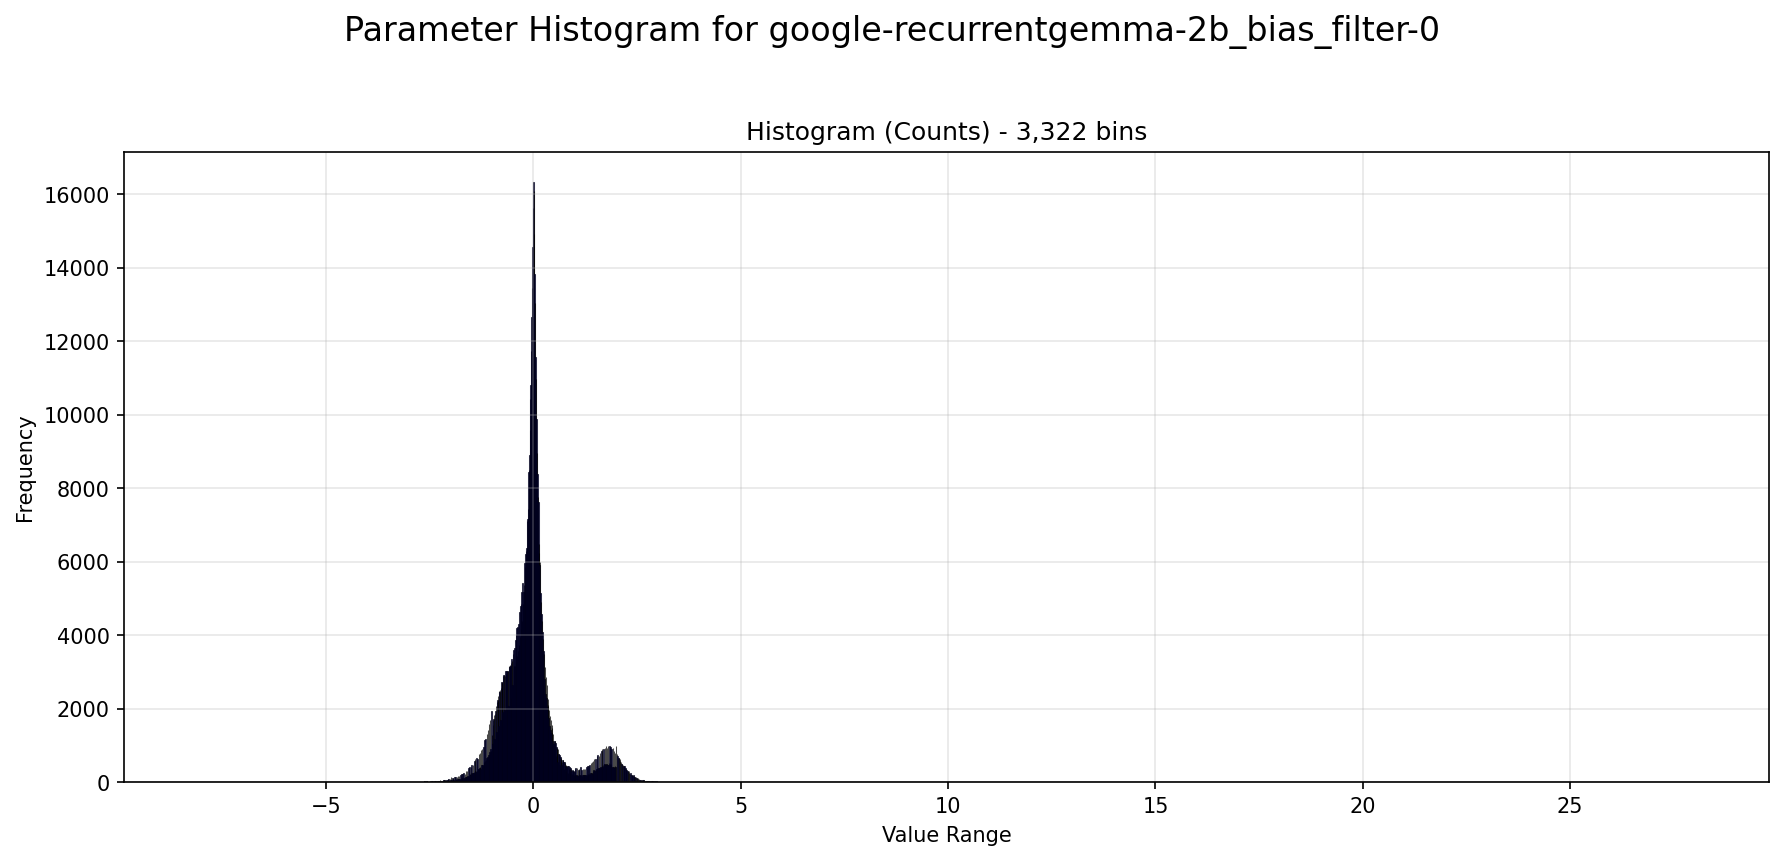 Parameter Histogram for google-recurrentgemma-2b_bias_filter-0
Histogram (Counts) - 3,322 bins
Frequency
16000
14000
12000
10000
8000
6000
4000
2000
0
−5 0 5 10 15 20 25
Value Range